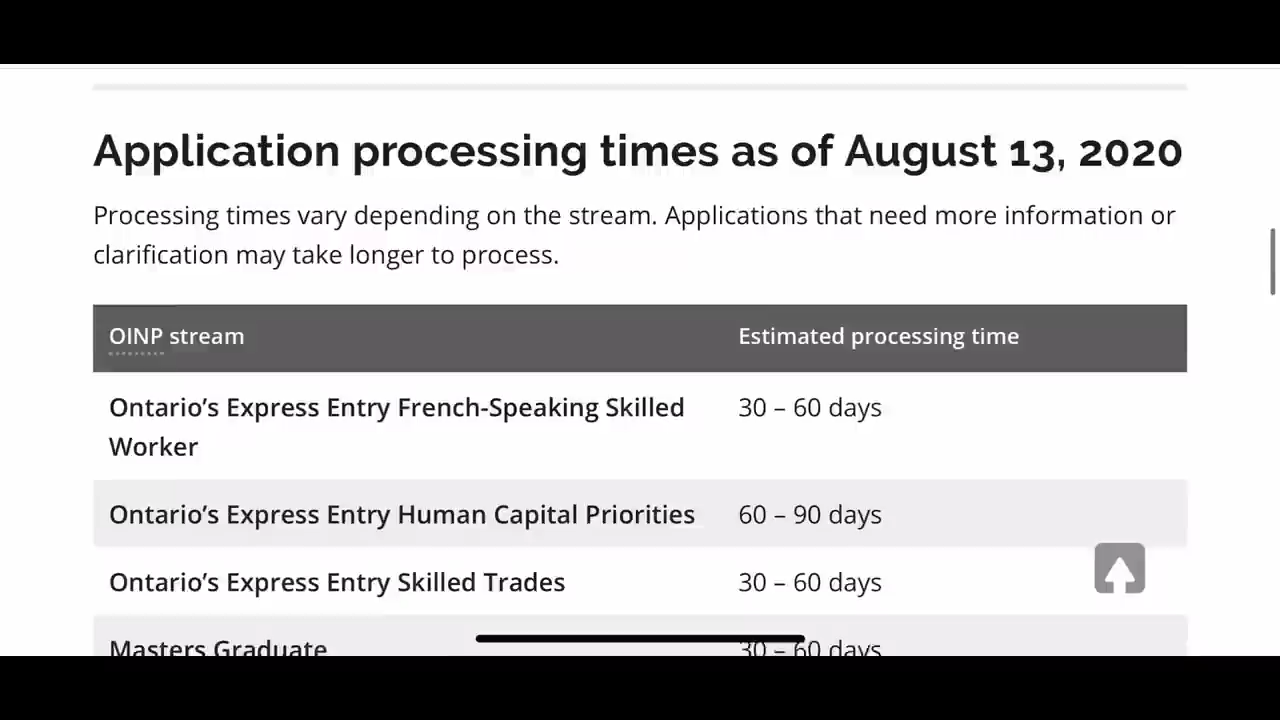 Application processing times as of August 13, 2020
Processing times vary depending on the stream. Applications that need more information or
clarification may take longer to process.
OINP stream Estimated processing time
Ontario’s Express Entry French-Speaking Skilled 30 – 60 days
Worker
Ontario’s Express Entry Human Capital Priorities 60 – 90 days
Ontario’s Express Entry Skilled Trades 30 – 60 days
Masters Graduate 30 – 60 days